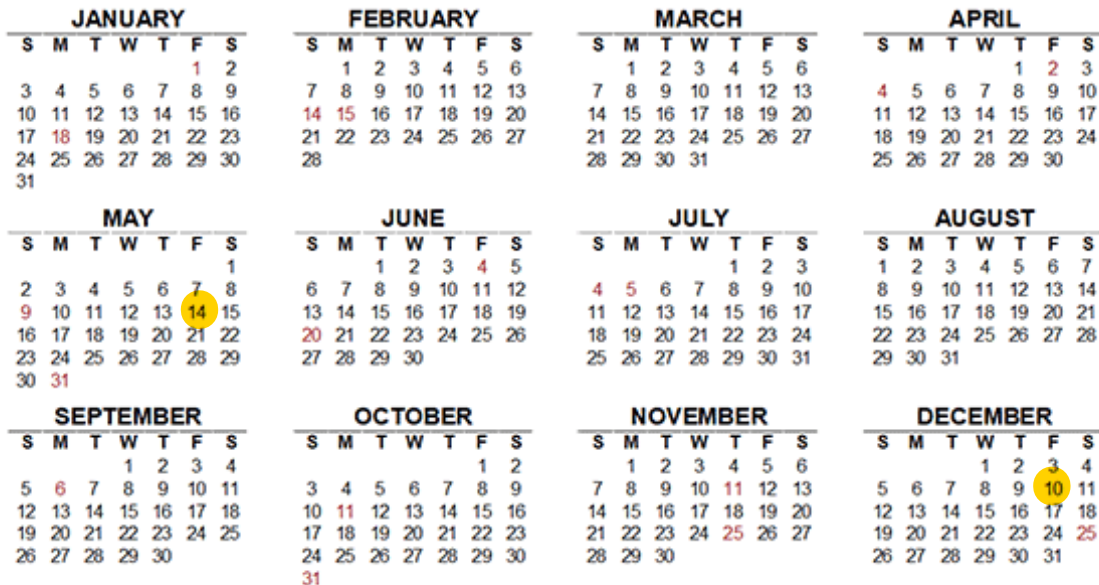 JANUARY FEBRUARY MARCH APRIL
S M T W T F S S M T W T F S S M T W T F S S M T W T F S
1 2 1 2 3 4 5 6 1 2 3 4 5 6 1 2 3
3 4 5 6 7 8 9 7 8 9 10 11 12 13 7 8 9 10 11 12 13 4 5 6 7 8 9 10
10 11 12 13 14 15 16 14 15 16 17 18 19 20 14 15 16 17 18 19 20 11 12 13 14 15 16 17
17 18 19 20 21 22 23 21 22 23 24 25 26 27 21 22 23 24 25 26 27 18 19 20 21 22 23 24
24 25 26 27 28 29 30 28 28 29 30 31 25 26 27 28 29 30
31
MAY JUNE JULY AUGUST
S M T W T F S S M T W T F S S M T W T F S S M T W T F S
1 1 2 3 4 5 1 2 3 1 2 3 4 5 6 7
2 3 4 5 6 7 8 6 7 8 9 10 11 12 4 5 6 7 8 9 10 8 9 10 11 12 13 14
9 10 11 12 13 14 15 13 14 15 16 17 18 19 11 12 13 14 15 16 17 15 16 17 18 19 20 21
16 17 18 19 20 21 22 20 21 22 23 24 25 26 18 19 20 21 22 23 24 22 23 24 25 26 27 28
23 24 25 26 27 28 29 27 28 29 30 25 26 27 28 29 30 31 29 30 31
30 31
SEPTEMBER OCTOBER NOVEMBER DECEMBER
S M T W T F S S M T W T F S S M T W T F S S M T W T F S
1 2 3 4 1 2 1 2 3 4 5 6 1 2 3 4
5 6 7 8 9 10 11 3 4 5 6 7 8 9 7 8 9 10 11 12 13 5 6 7 8 9 10 11
12 13 14 15 16 17 18 10 11 12 13 14 15 16 14 15 16 17 18 19 20 12 13 14 15 16 17 18
19 20 21 22 23 24 25 17 18 19 20 21 22 23 21 22 23 24 25 26 27 19 20 21 22 23 24 25
26 27 28 29 30 24 25 26 27 28 29 30 28 29 30 26 27 28 29 30 31
31